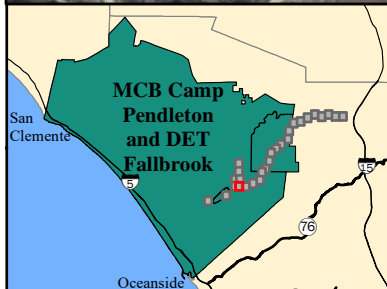 MCB Camp
Pendleton
and DET
Fallbrook
San
Clemente
5
15
76
Oceanside